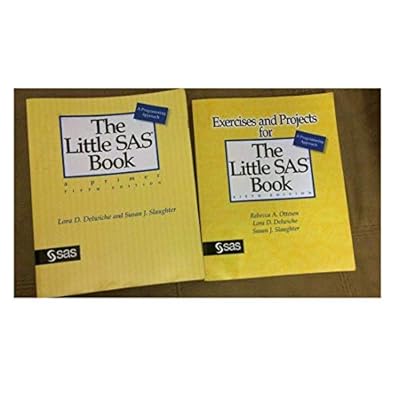 A Programming
Approach
The
Little SAS®
Book
a primer
FIFTH EDITION
Lora D. Delwiche and Susan J. Slaughter
sas
Exercises and Projects
for
A Programming
Approach
The
Little SAS®
Book
FIFTH EDITION
Rebecca A. Ottesen
Lora D. Delwiche
Susan J. Slaughter
sas